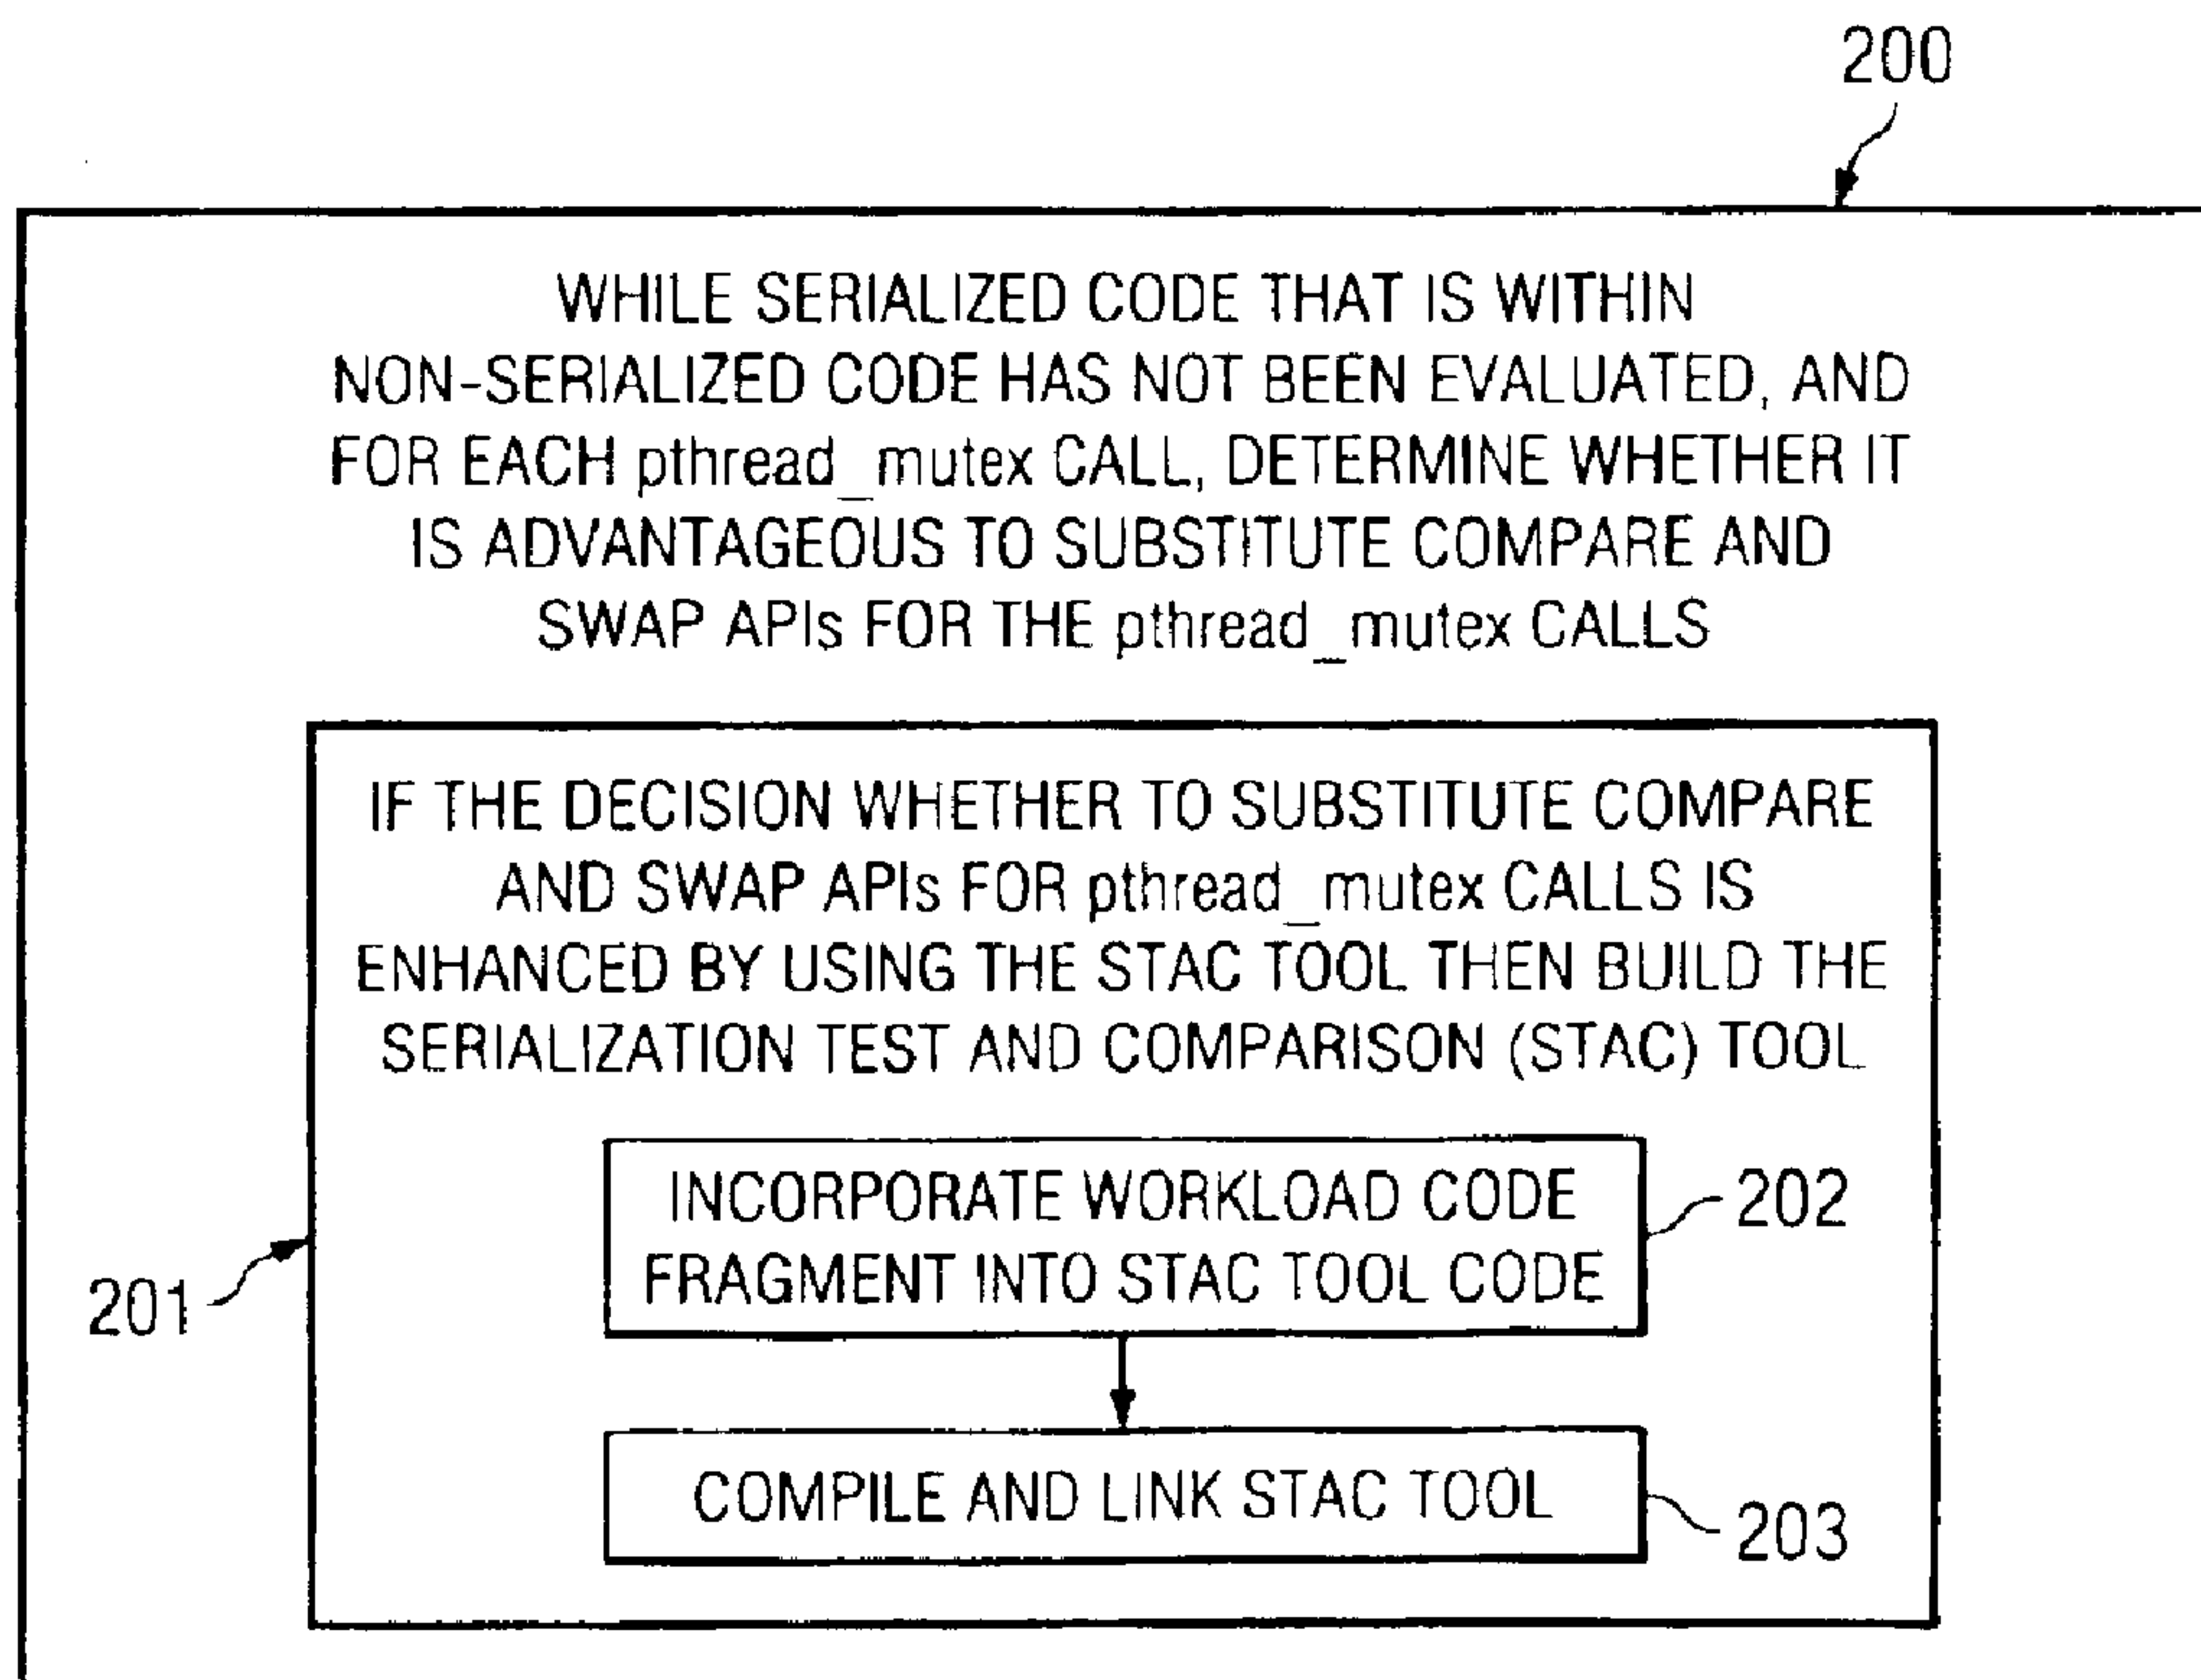 200
WHILE SERIALIZED CODE THAT IS WITHIN
NON-SERIALIZED CODE HAS NOT BEEN EVALUATED, AND
FOR EACH pthread_mutex CALL, DETERMINE WHETHER IT
IS ADVANTAGEOUS TO SUBSTITUTE COMPARE AND
SWAP APIs FOR THE pthread_mutex CALLS
IF THE DECISION WHETHER TO SUBSTITUTE COMPARE
AND SWAP APIs FOR pthread_mutex CALLS IS
ENHANCED BY USING THE STAC TOOL THEN BUILD THE
SERIALIZATION TEST AND COMPARISON (STAC) TOOL
INCORPORATE WORKLOAD CODE
FRAGMENT INTO STAC TOOL CODE
202
201
COMPILE AND LINK STAC TOOL
203